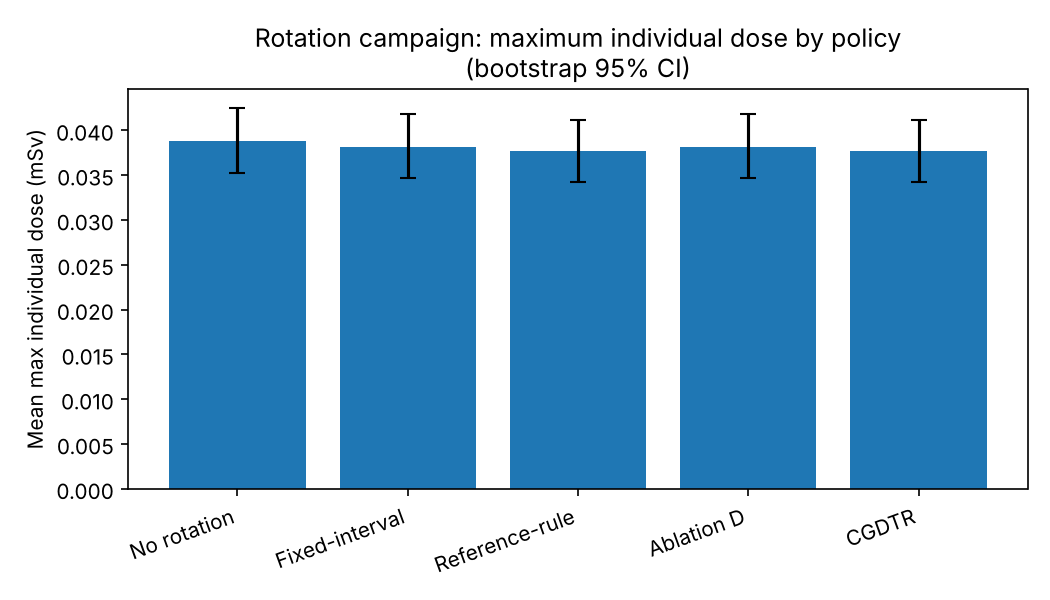 Rotation campaign: maximum individual dose by policy
(bootstrap 95% CI)
Mean max individual dose (mSv)
0.040
0.035
0.030
0.025
0.020
0.015
0.010
0.005
0.000
No rotation
Fixed-interval
Reference-rule
Ablation D
CGDTR